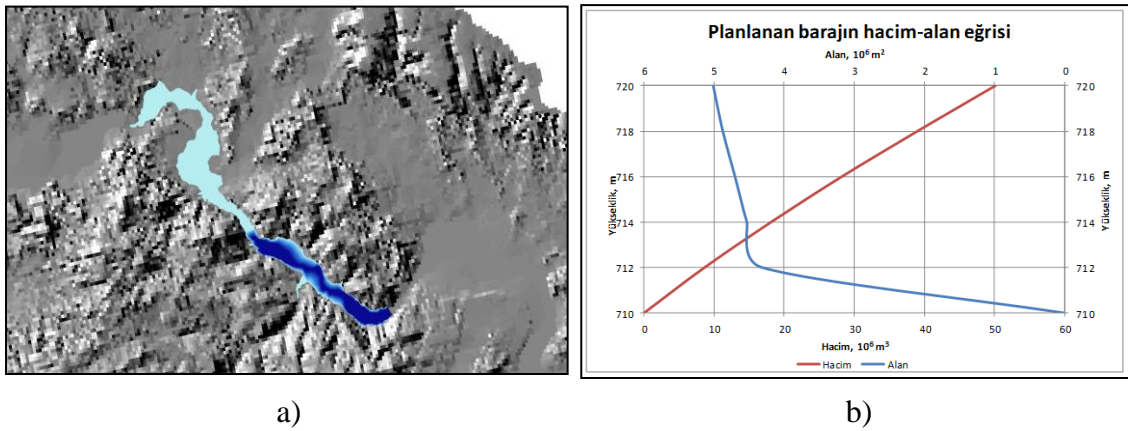 Planlanan barajın hacim-alan eğrisi
Alan, 10⁶ m²
6 5 4 3 2 1 0
720 720
718 718
716 716
714 714
712 712
710 710
Yükseklik, m
Yükseklik, m
0 10 20 30 40 50 60
Hacim, 10⁶ m³
Hacim Alan
a) b)